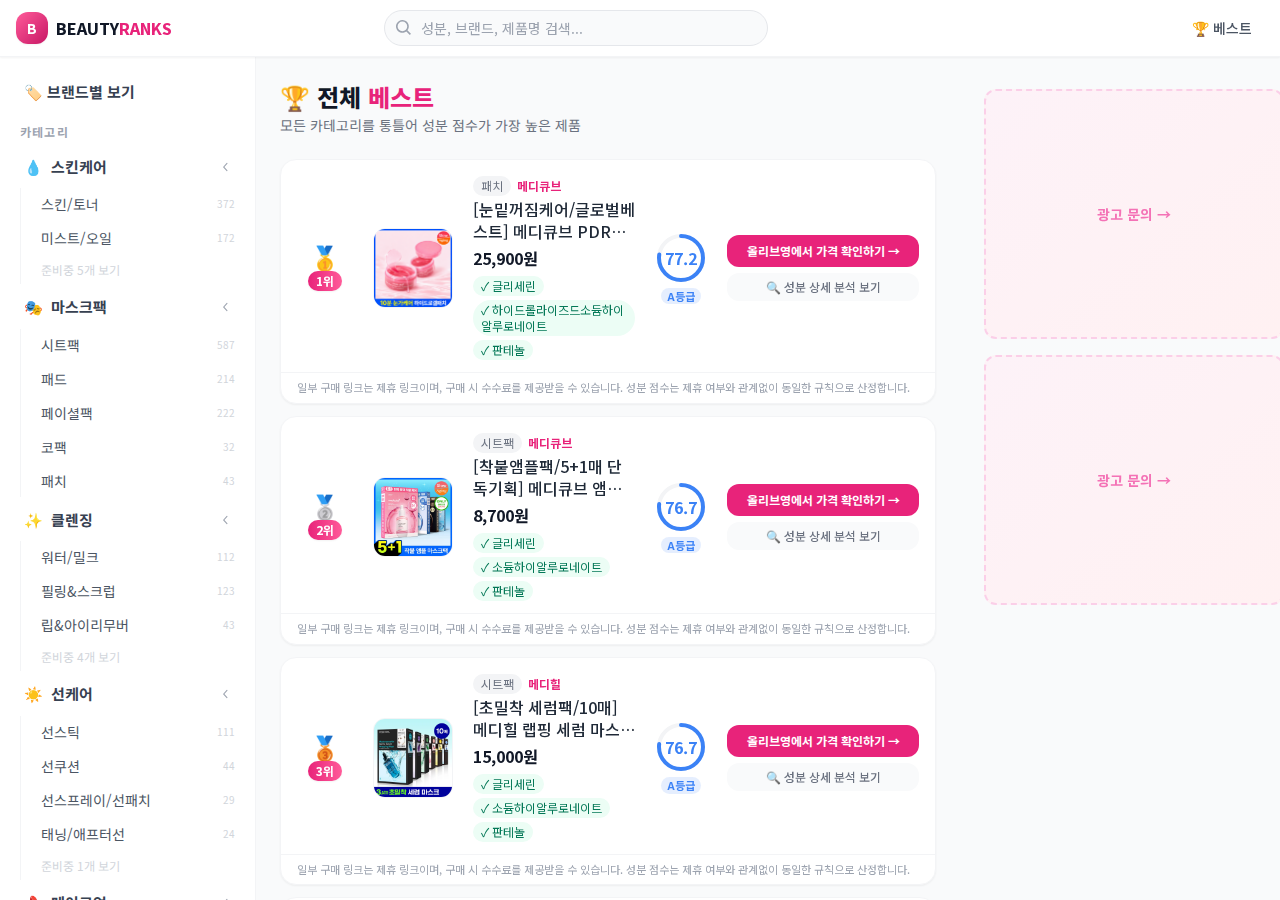 B BEAUTYRANKS
성분, 브랜드, 제품명 검색...
🏆 베스트
🏷️ 브랜드별 보기
카테고리
💧 스킨케어
스킨/토너 372
미스트/오일 172
준비중 5개 보기
🎭 마스크팩
시트팩 587
패드 214
페이셜팩 222
코팩 32
패치 43
✨ 클렌징
워터/밀크 112
필링&스크럽 123
립&아이리무버 43
준비중 4개 보기
☀️ 선케어
선스틱 111
선쿠션 44
선스프레이/선패치 29
태닝/애프터선 24
준비중 1개 보기
🏆 전체 베스트
모든 카테고리를 통틀어 성분 점수가 가장 높은 제품
1위
패치 메디큐브
[눈밑꺼짐케어/글로벌베
스트] 메디큐브 PDR…
25,900원
✓ 글리세린
✓ 하이드롤라이즈드소듐하이
알루로네이트
✓ 판테놀
77.2
A등급
올리브영에서 가격 확인하기 →
🔍 성분 상세 분석 보기
일부 구매 링크는 제휴 링크이며, 구매 시 수수료를 제공받을 수 있습니다. 성분 점수는 제휴 여부와 관계없이 동일한 규칙으로 산정합니다.
2위
5+1
시트팩 메디큐브
[착붙앰플팩/5+1매 단
독기획] 메디큐브 앰…
8,700원
✓ 글리세린
✓ 소듐하이알루로네이트
✓ 판테놀
76.7
A등급
올리브영에서 가격 확인하기 →
🔍 성분 상세 분석 보기
일부 구매 링크는 제휴 링크이며, 구매 시 수수료를 제공받을 수 있습니다. 성분 점수는 제휴 여부와 관계없이 동일한 규칙으로 산정합니다.
3위
시트팩 메디힐
[초밀착 세럼팩/10매]
메디힐 랩핑 세럼 마스…
15,000원
✓ 글리세린
✓ 소듐하이알루로네이트
✓ 판테놀
76.7
A등급
올리브영에서 가격 확인하기 →
🔍 성분 상세 분석 보기
일부 구매 링크는 제휴 링크이며, 구매 시 수수료를 제공받을 수 있습니다. 성분 점수는 제휴 여부와 관계없이 동일한 규칙으로 산정합니다.
광고 문의 →
광고 문의 →